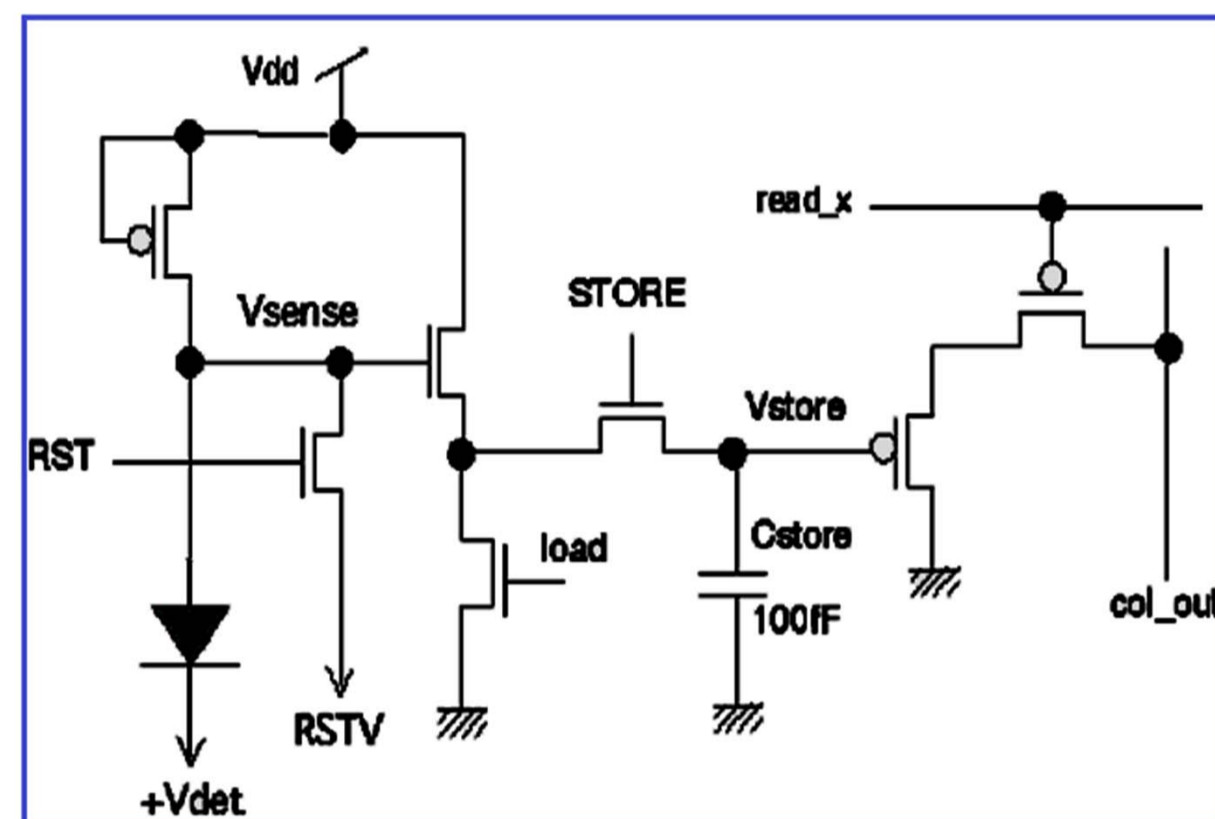 Vdd
read_x
STORE
Vsense
Vstore
RST
load
Cstore
100fF
col_out
RSTV
+Vdet.